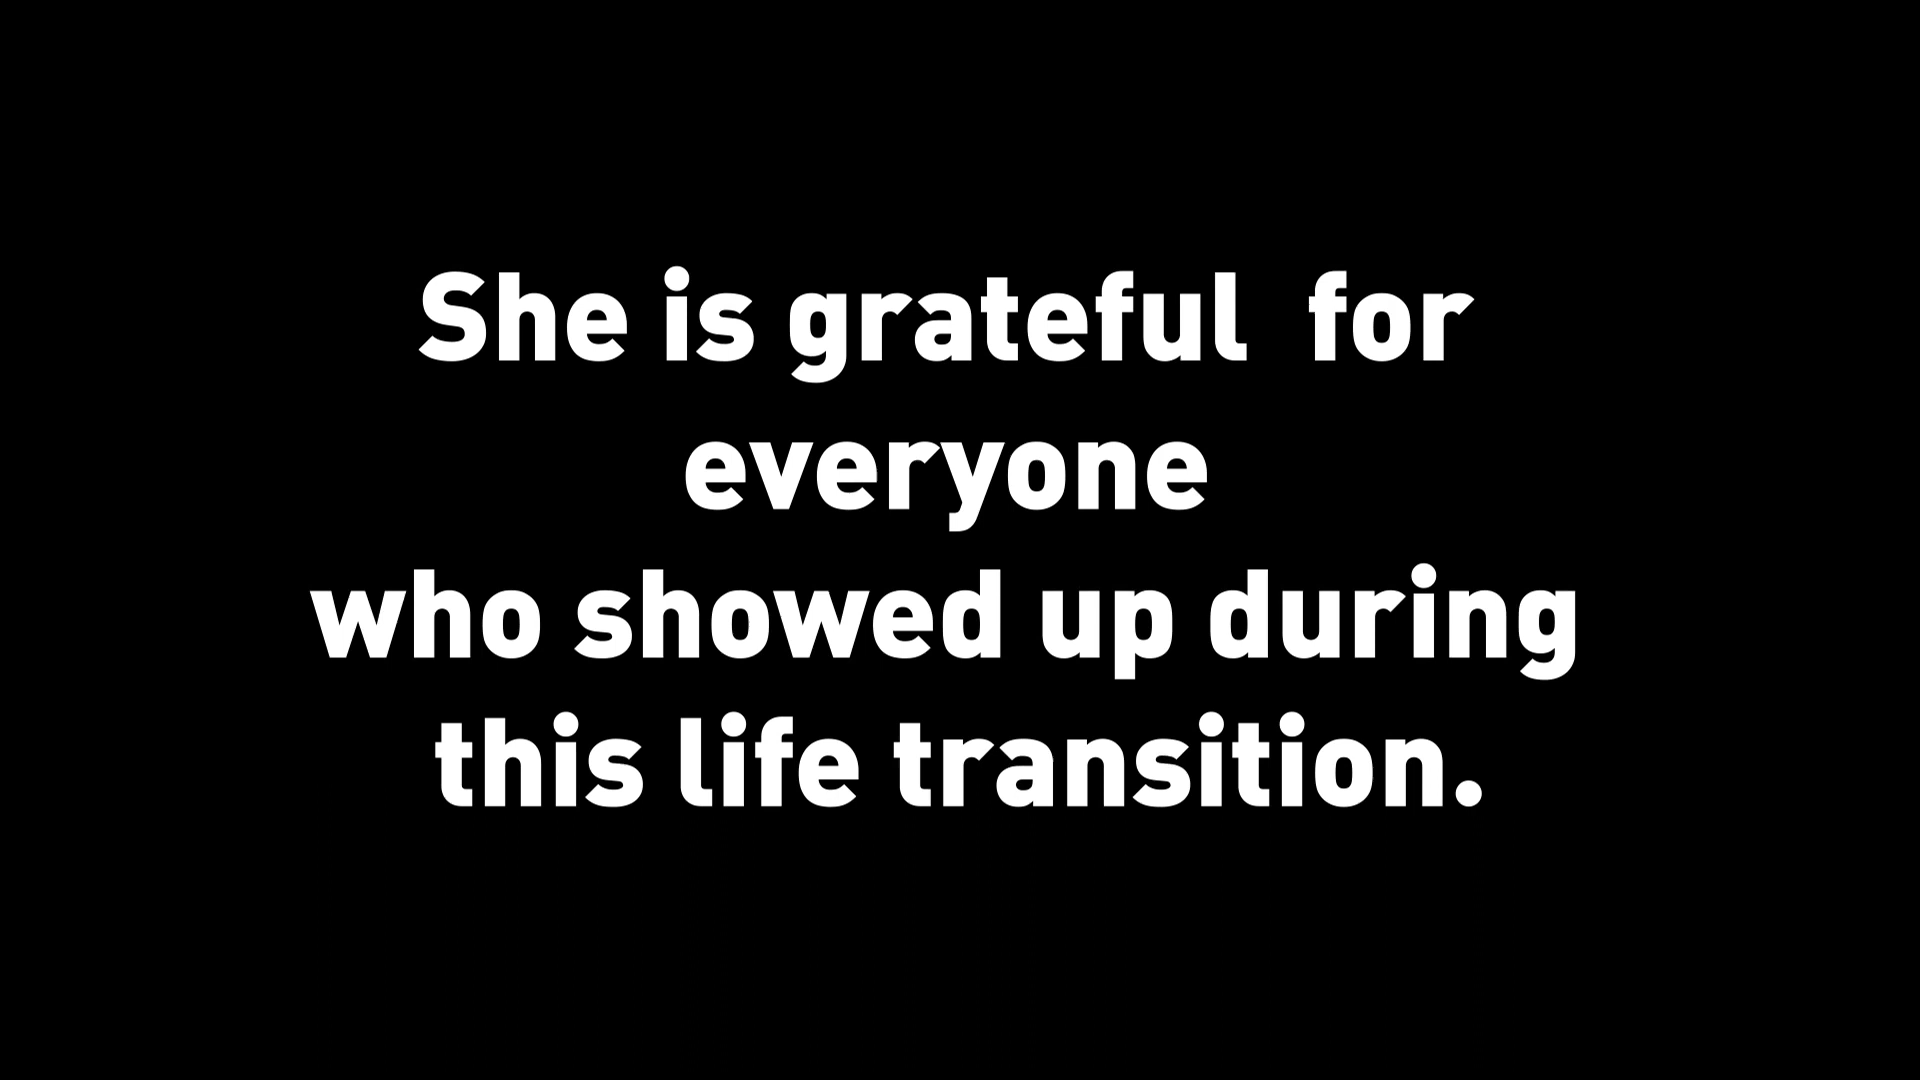 She is grateful  for
everyone
who showed up during
this life transition.